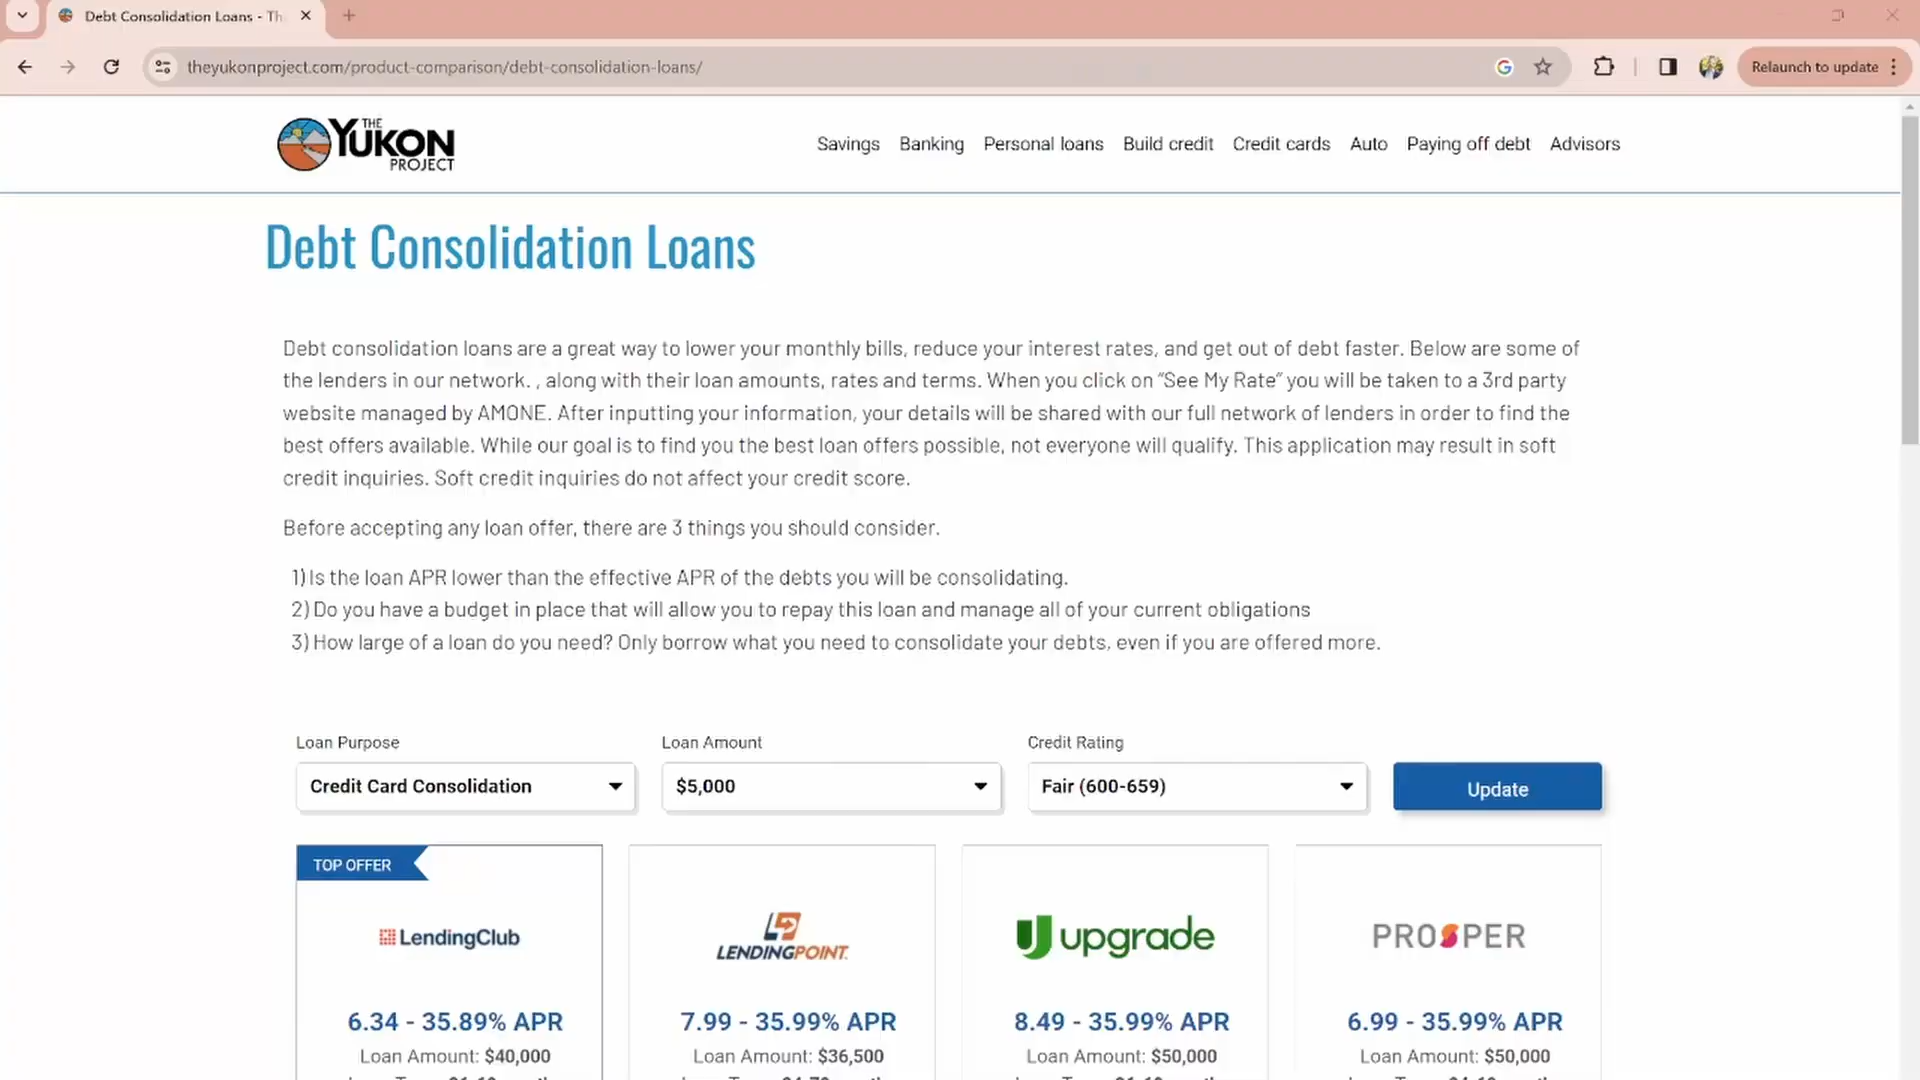 Debt Consolidation Loans - Th
theyukonproject.com/product-comparison/debt-consolidation-loans/
Relaunch to update
THE YUKON PROJECT
Savings Banking Personal loans Build credit Credit cards Auto Paying off debt Advisors
Debt Consolidation Loans
Debt consolidation loans are a great way to lower your monthly bills, reduce your interest rates, and get out of debt faster. Below are some of
the lenders in our network. , along with their loan amounts, rates and terms. When you click on “See My Rate” you will be taken to a 3rd party
website managed by AMONE. After inputting your information, your details will be shared with our full network of lenders in order to find the
best offers available. While our goal is to find you the best loan offers possible, not everyone will qualify. This application may result in soft
credit inquiries. Soft credit inquiries do not affect your credit score.
Before accepting any loan offer, there are 3 things you should consider.
1) Is the loan APR lower than the effective APR of the debts you will be consolidating.
2) Do you have a budget in place that will allow you to repay this loan and manage all of your current obligations
3) How large of a loan do you need? Only borrow what you need to consolidate your debts, even if you are offered more.
Loan Purpose Loan Amount Credit Rating
Credit Card Consolidation $5,000 Fair (600-659) Update
TOP OFFER
LendingClub LENDINGPOINT. upgrade PROSPER
6.34 - 35.89% APR 7.99 - 35.99% APR 8.49 - 35.99% APR 6.99 - 35.99% APR
Loan Amount: $40,000 Loan Amount: $36,500 Loan Amount: $50,000 Loan Amount: $50,000